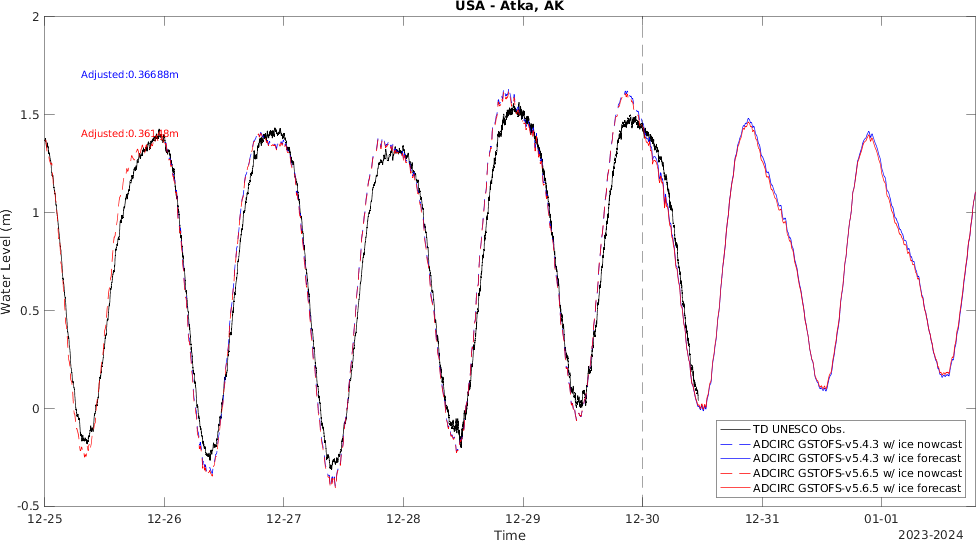 USA - Atka, AK
2
1.5
1
0.5
0
-0.5
Water Level (m)
Adjusted:0.36688m
12-25
12-26
12-27
12-28
12-29
12-30
12-31
01-01
Time
2023-2024
TD UNESCO Obs.
ADCIRC GSTOFS-v5.4.3 w/ ice nowcast
ADCIRC GSTOFS-v5.4.3 w/ ice forecast
ADCIRC GSTOFS-v5.6.5 w/ ice nowcast
ADCIRC GSTOFS-v5.6.5 w/ ice forecast